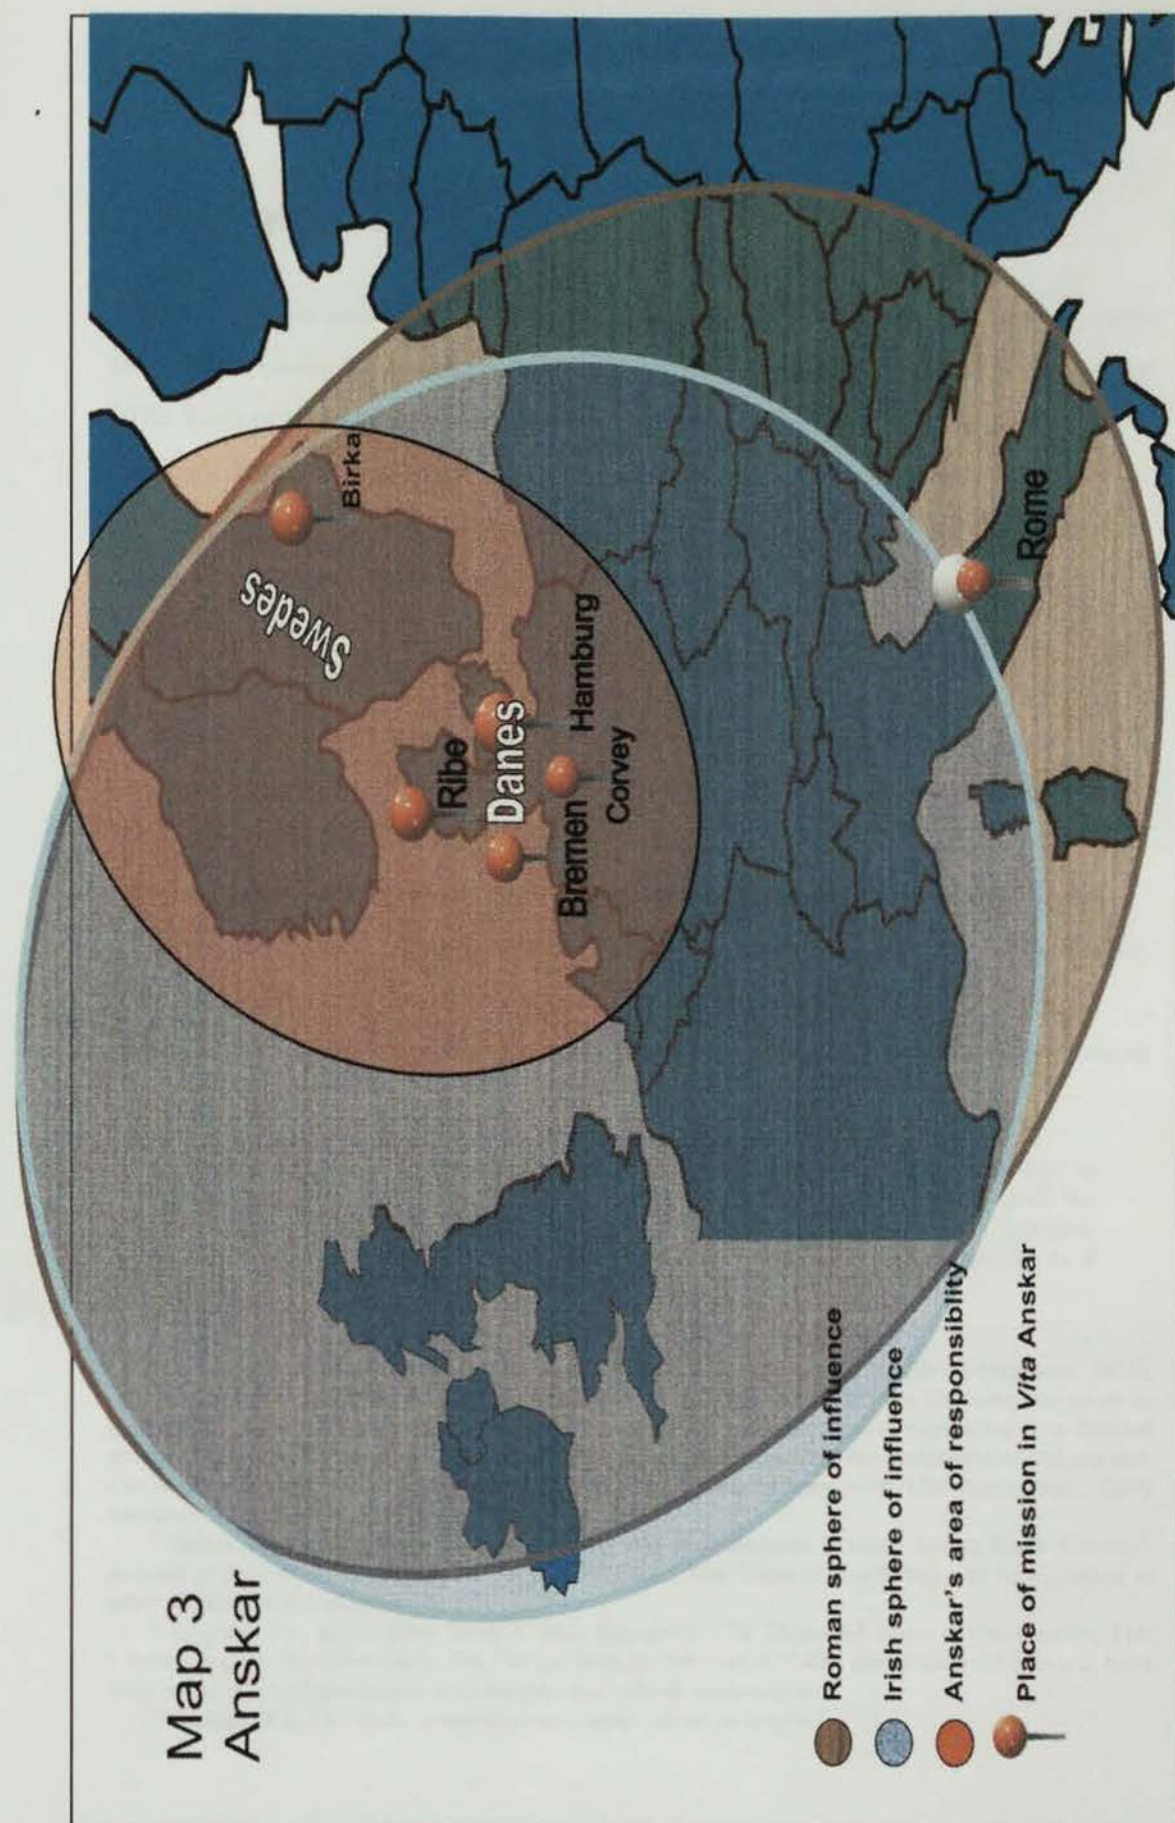 Map 3
Anskar
Swedes
Birka
Ribe
Danes
Hamburg
Bremen
Corvey
Rome
Roman sphere of influence
Irish sphere of influence
Anskar's area of responsiblity
Place of mission in Vita Anskar